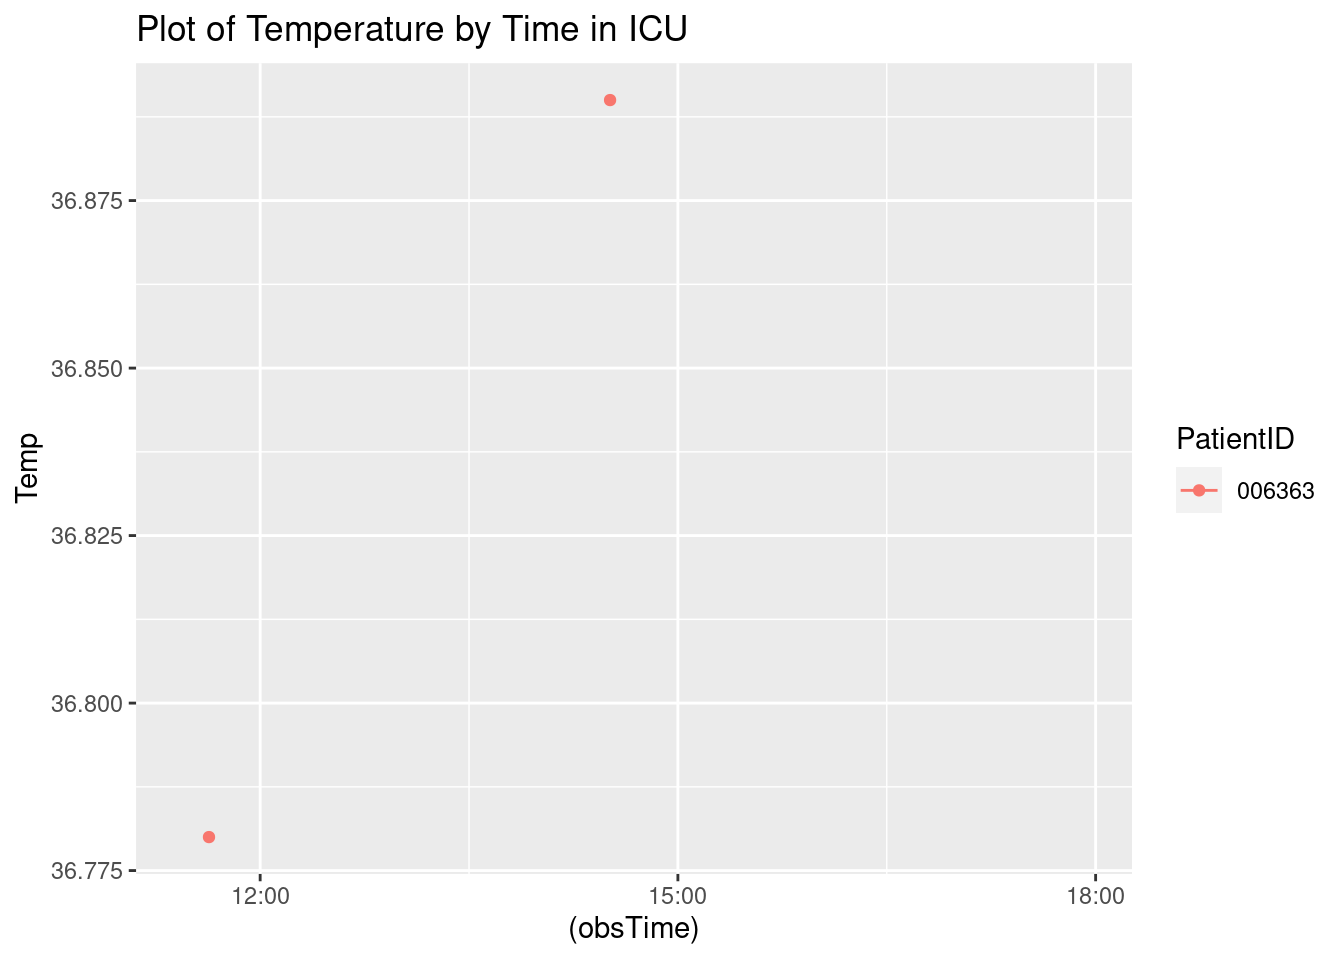 Plot of Temperature by Time in ICU
36.875
36.850
36.825
36.800
36.775
Temp
12:00 15:00 18:00
(obsTime)
PatientID
006363